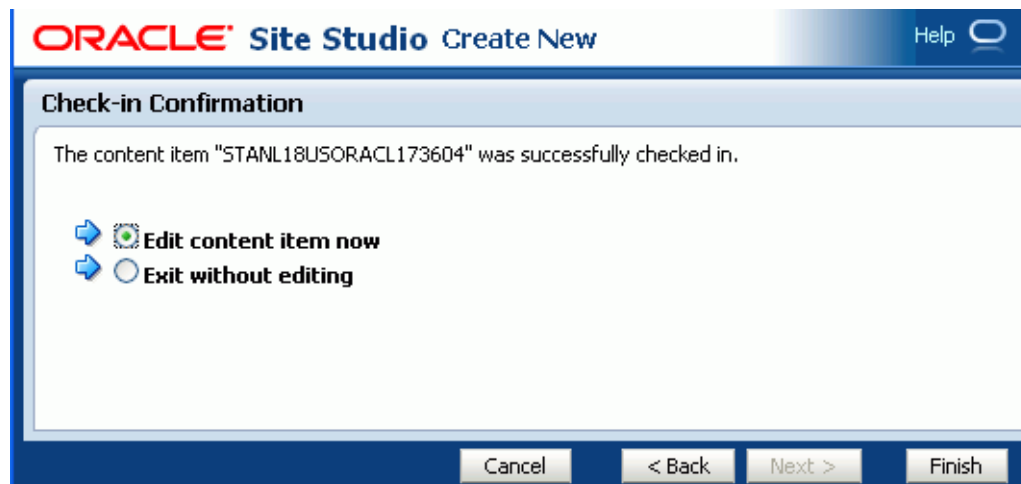 ORACLE Site Studio Create New Help
Check-in Confirmation
The content item "STANL18USORACL173604" was successfully checked in.
Edit content item now
Exit without editing
Cancel < Back Next > Finish